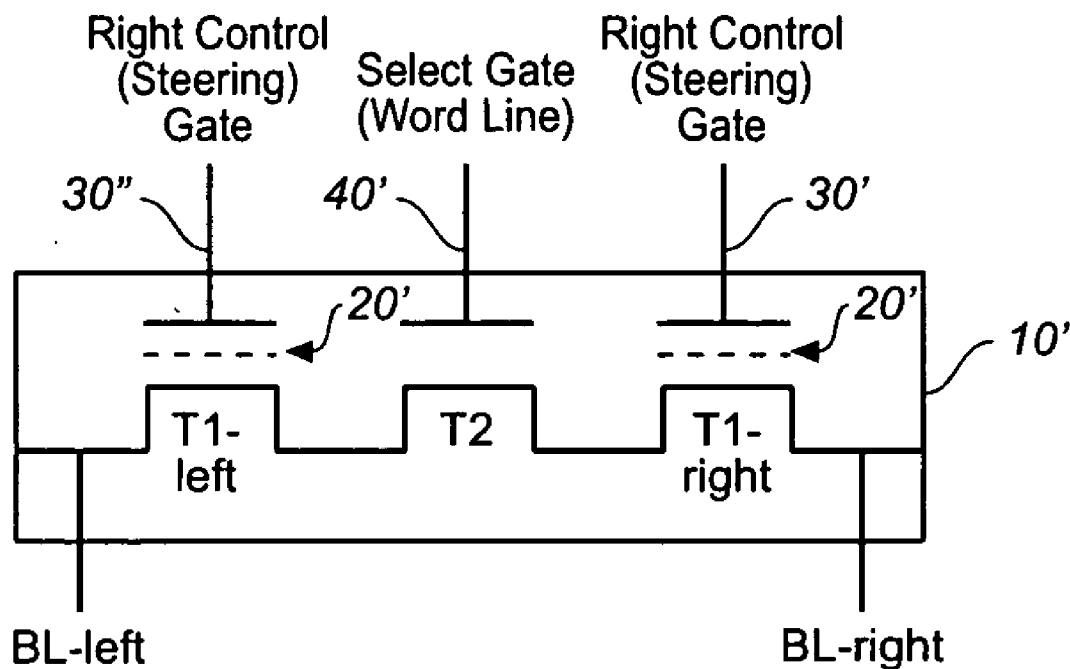 Right Control
(Steering)
Gate
Select Gate
(Word Line)
Right Control
(Steering)
Gate
30”
40’
30’
20’
20’
10’
T1-
left
T2
T1-
right
BL-left
BL-right